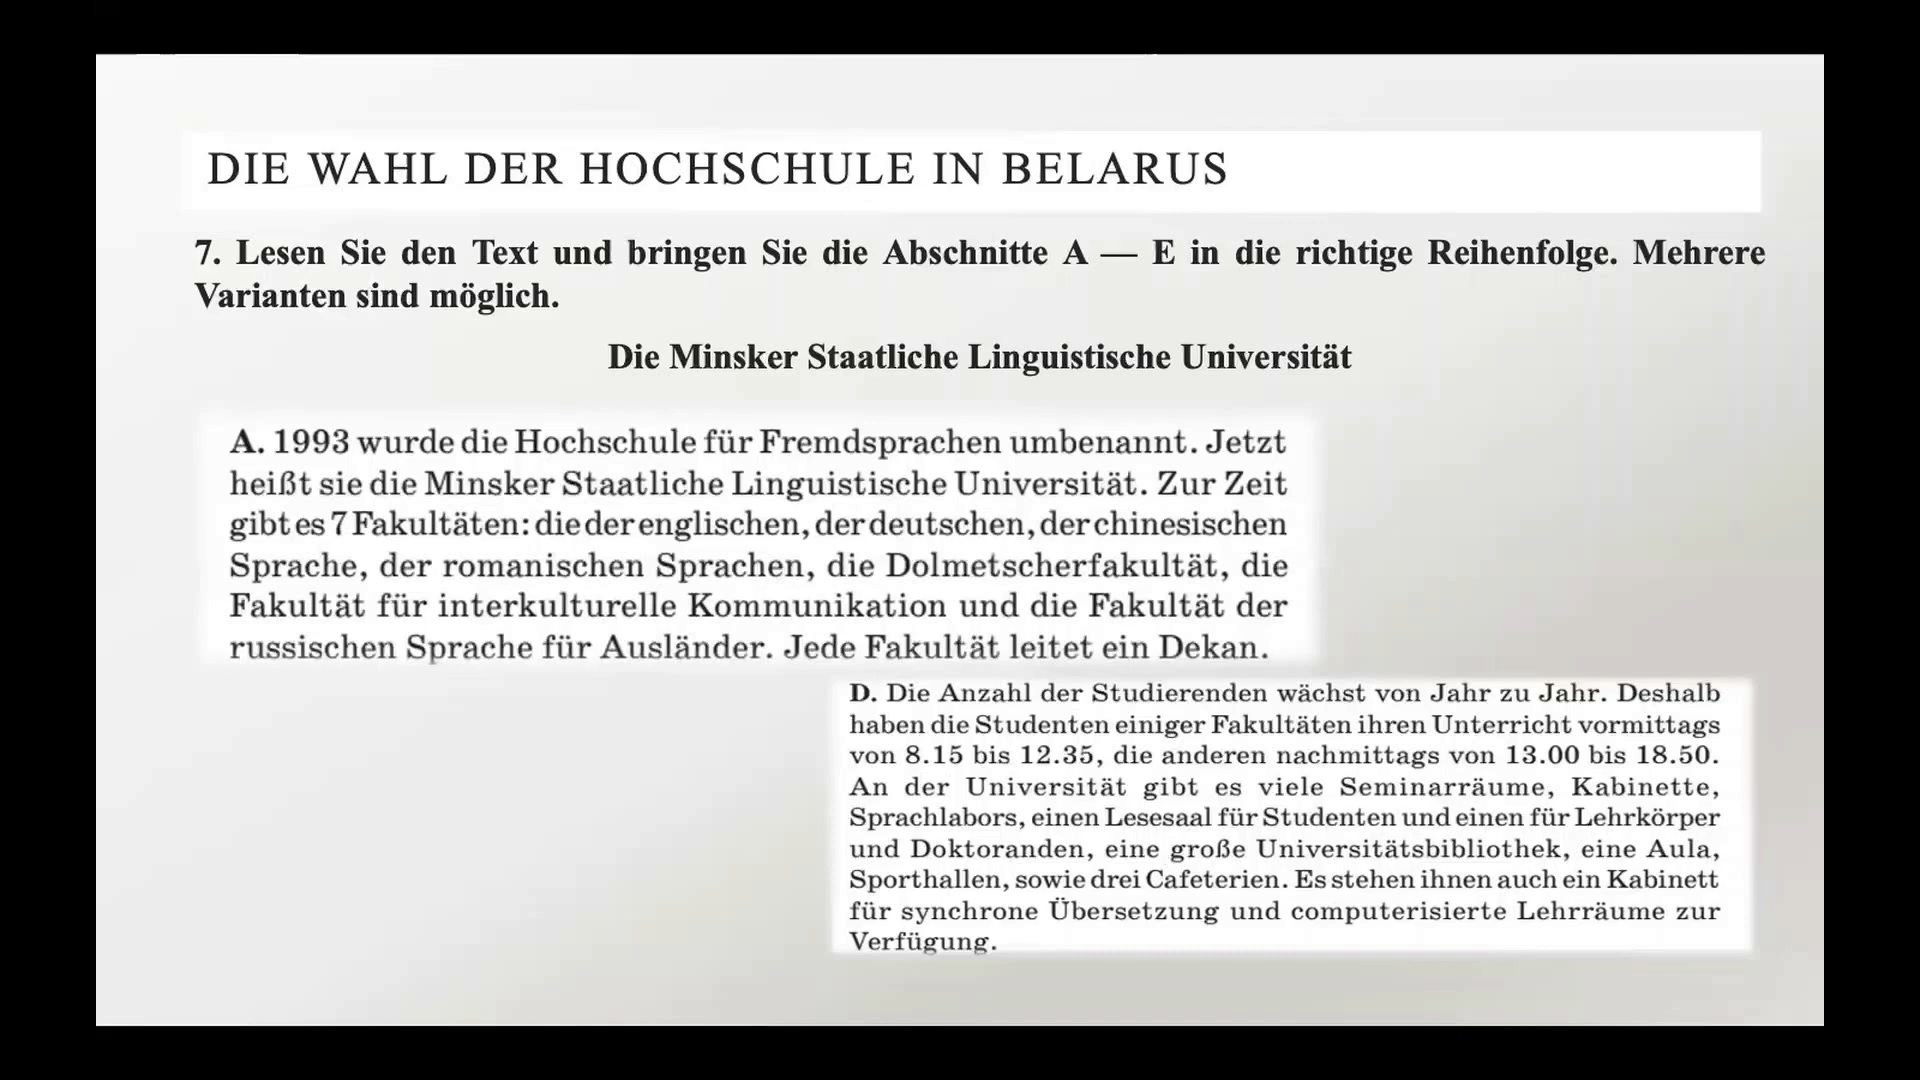 DIE WAHL DER HOCHSCHULE IN BELARUS
7. Lesen Sie den Text und bringen Sie die Abschnitte A — E in die richtige Reihenfolge. Mehrere
Varianten sind möglich.
Die Minsker Staatliche Linguistische Universität
A. 1993 wurde die Hochschule für Fremdsprachen umbenannt. Jetzt
heißt sie die Minsker Staatliche Linguistische Universität. Zur Zeit
gibt es 7 Fakultäten: die der englischen, der deutschen, der chinesischen
Sprache, der romanischen Sprachen, die Dolmetscherfakultät, die
Fakultät für interkulturelle Kommunikation und die Fakultät der
russischen Sprache für Ausländer. Jede Fakultät leitet ein Dekan.
D. Die Anzahl der Studierenden wächst von Jahr zu Jahr. Deshalb
haben die Studenten einiger Fakultäten ihren Unterricht vormittags
von 8.15 bis 12.35, die anderen nachmittags von 13.00 bis 18.50.
An der Universität gibt es viele Seminarräume, Kabinette,
Sprachlabors, einen Lesesaal für Studenten und einen für Lehrkörper
und Doktoranden, eine große Universitätsbibliothek, eine Aula,
Sporthallen, sowie drei Cafeterien. Es stehen ihnen auch ein Kabinett
für synchrone Übersetzung und computerisierte Lehrräume zur
Verfügung.